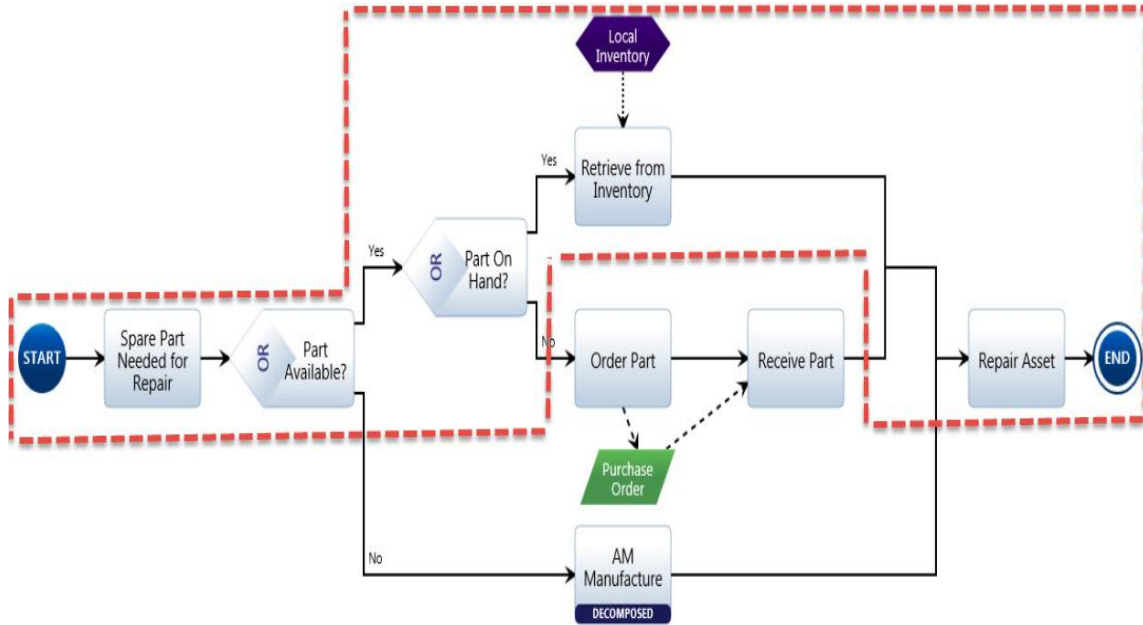 Local
Inventory
Yes
Retrieve from
Inventory
Yes
OR
Part On
Hand?
START
Spare Part
Needed for
Repair
OR
Part
Available?
No
Order Part
Receive Part
Repair Asset
END
Purchase
Order
No
AM
Manufacture
DECOMPOSED